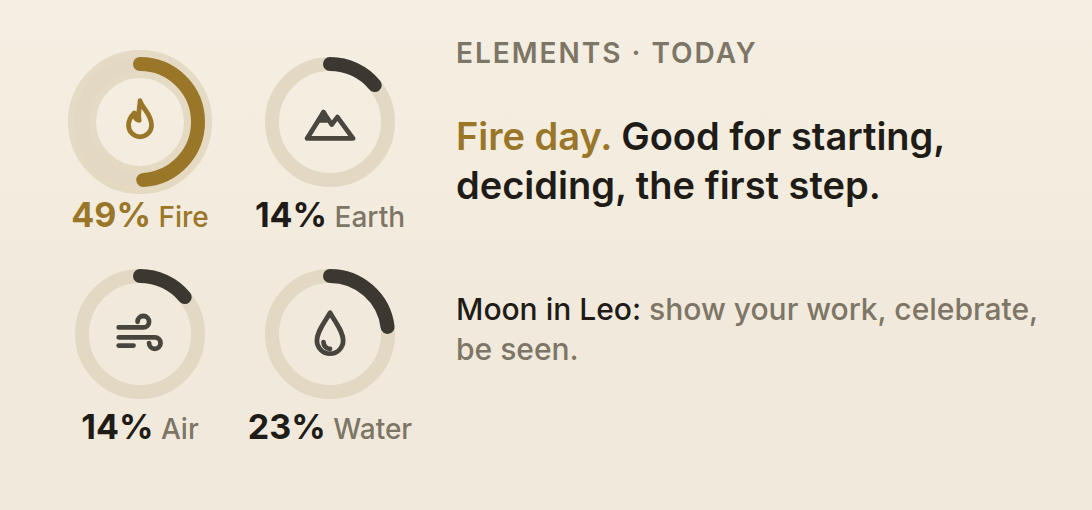 ELEMENTS · TODAY
Fire day. Good for starting,
deciding, the first step.
49% Fire
14% Earth
14% Air
23% Water
Moon in Leo: show your work, celebrate,
be seen.